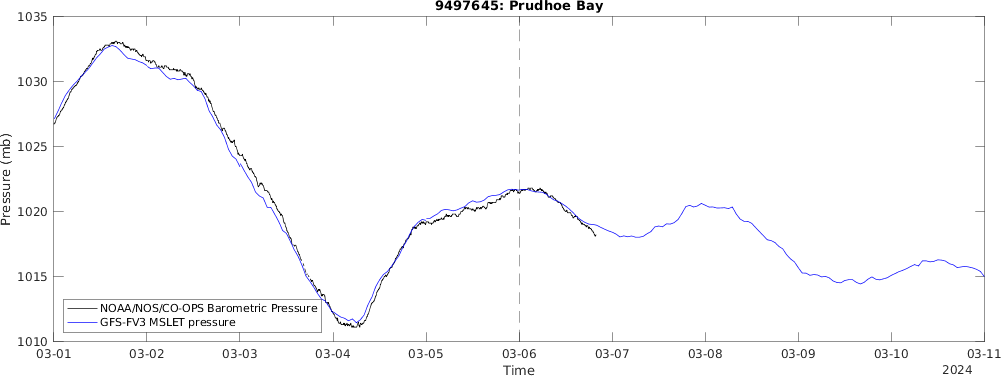 9497645: Prudhoe Bay
Pressure (mb)
1035
1030
1025
1020
1015
1010
NOAA/NOS/CO-OPS Barometric Pressure
GFS-FV3 MSLET pressure
03-01 03-02 03-03 03-04 03-05 03-06 03-07 03-08 03-09 03-10 03-11
Time
2024